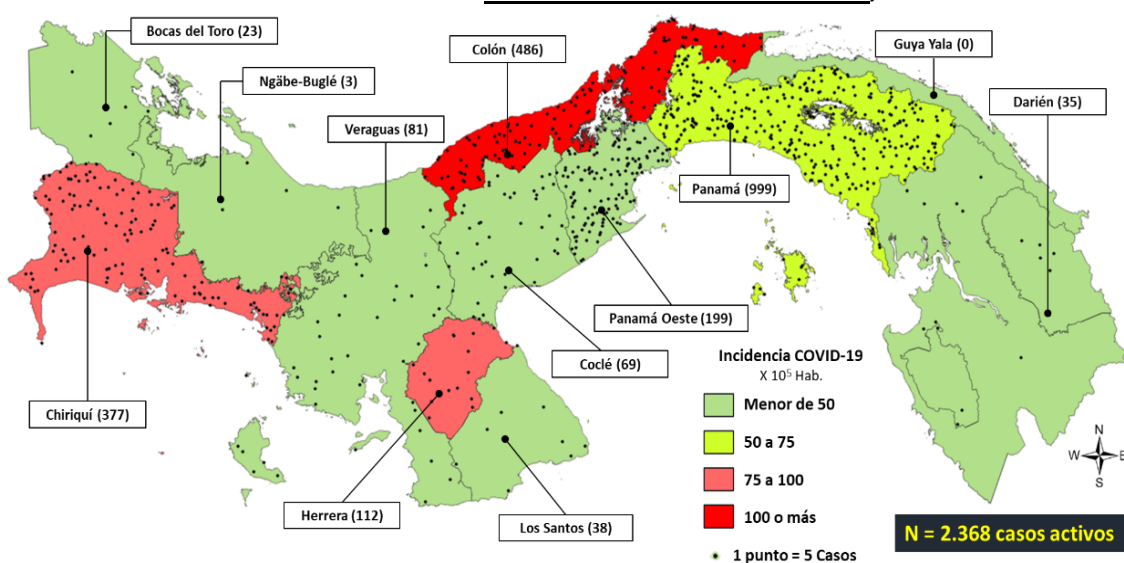 Bocas del Toro (23)
Colón (486)
Guya Yala (0)
Ngäbe-Buglé (3)
Darién (35)
Veraguas (81)
Panamá (999)
Panamá Oeste (199)
Coclé (69)
Chiriquí (377)
Herrera (112)
Los Santos (38)
Incidencia COVID-19
X 10⁵ Hab.
Menor de 50
50 a 75
75 a 100
100 o más
1 punto = 5 Casos
N
W E
S
N = 2.368 casos activos